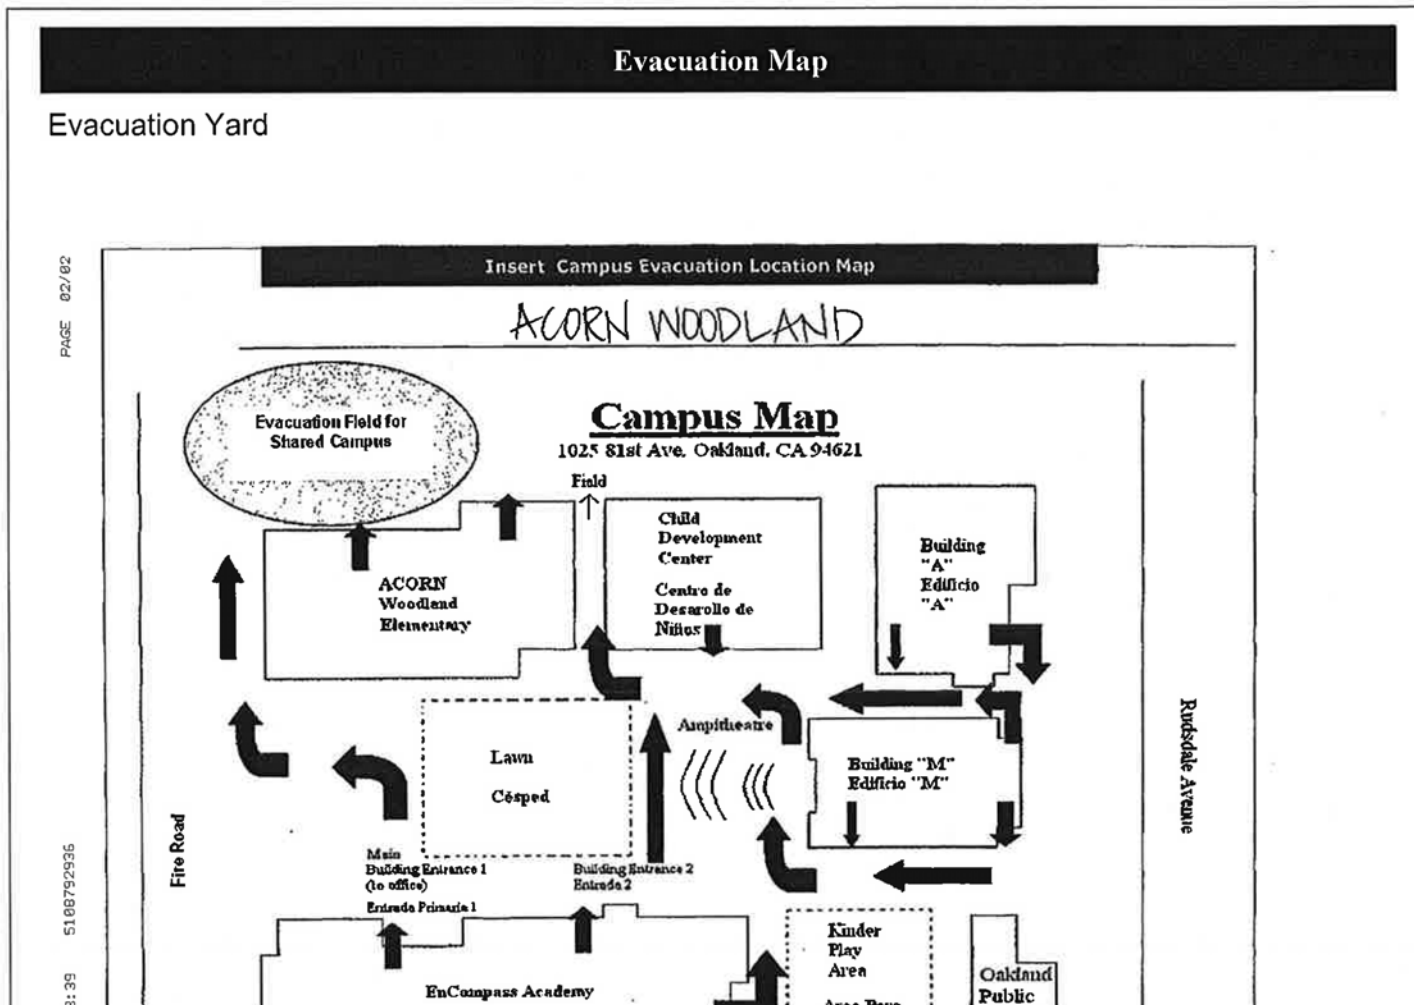 Evacuation Map
Evacuation Yard
PAGE 02/02
Insert Campus Evacuation Location Map
ACORN WOODLAND
Evacuation Field for
Shared Campus
Campus Map
1025 81st Ave, Oakland, CA 94621
Field
Child
Development
Center
Centro de
Desarollo de
Niños
Building
"A"
Edificio
"A"
ACORN
Woodland
Elementary
Ampitheatre
Lawn
Césped
Building "M"
Edificio "M"
Rudsdale Avenue
Fire Road
Main
Building Entrance 1
(to office)
Entrada Primaria 1
Building Entrance 2
Entrada 2
5108792936
Kinder
Play
Area
EnCompass Academy
Oakland
Public